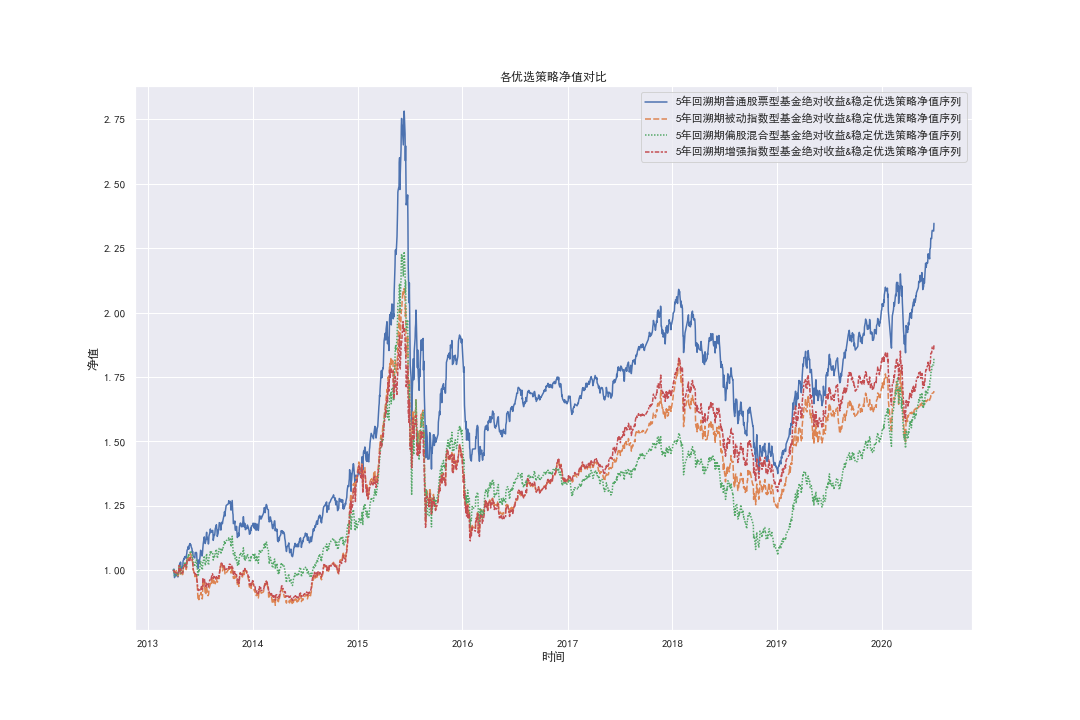 各优选策略净值对比
5年回溯期普通股票型基金绝对收益&稳定优选策略净值序列
5年回溯期被动指数型基金绝对收益&稳定优选策略净值序列
5年回溯期偏股混合型基金绝对收益&稳定优选策略净值序列
5年回溯期增强指数型基金绝对收益&稳定优选策略净值序列
净值
2.75
2.50
2.25
2.00
1.75
1.50
1.25
1.00
2013 2014 2015 2016 2017 2018 2019 2020
时间